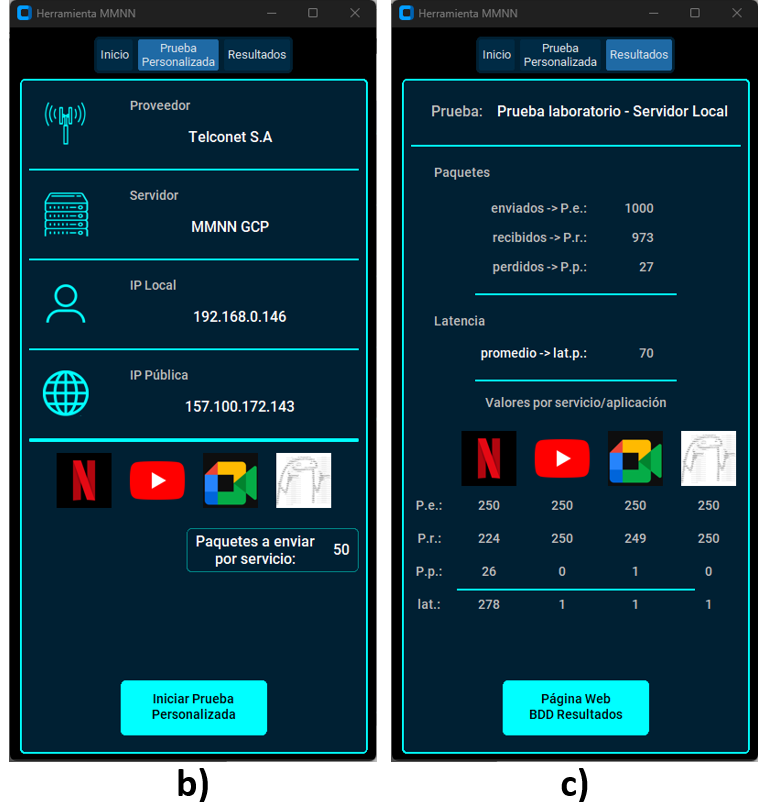 Herramienta MMNN
Inicio
Prueba
Personalizada
Resultados
Proveedor
Telconet S.A
Servidor
MMNN GCP
IP Local
192.168.0.146
IP Pública
157.100.172.143
Paquetes a enviar
por servicio:
50
Iniciar Prueba
Personalizada
b)
Herramienta MMNN
Inicio
Prueba
Personalizada
Resultados
Prueba: Prueba laboratorio - Servidor Local
Paquetes
enviados -> P.e.: 1000
recibidos -> P.r.: 973
perdidos -> P.p.: 27
Latencia
promedio -> lat.p.: 70
Valores por servicio/aplicación
P.e.: 250 250 250 250
P.r.: 224 250 249 250
P.p.: 26 0 1 0
lat.: 278 1 1 1
Página Web
BDD Resultados
c)